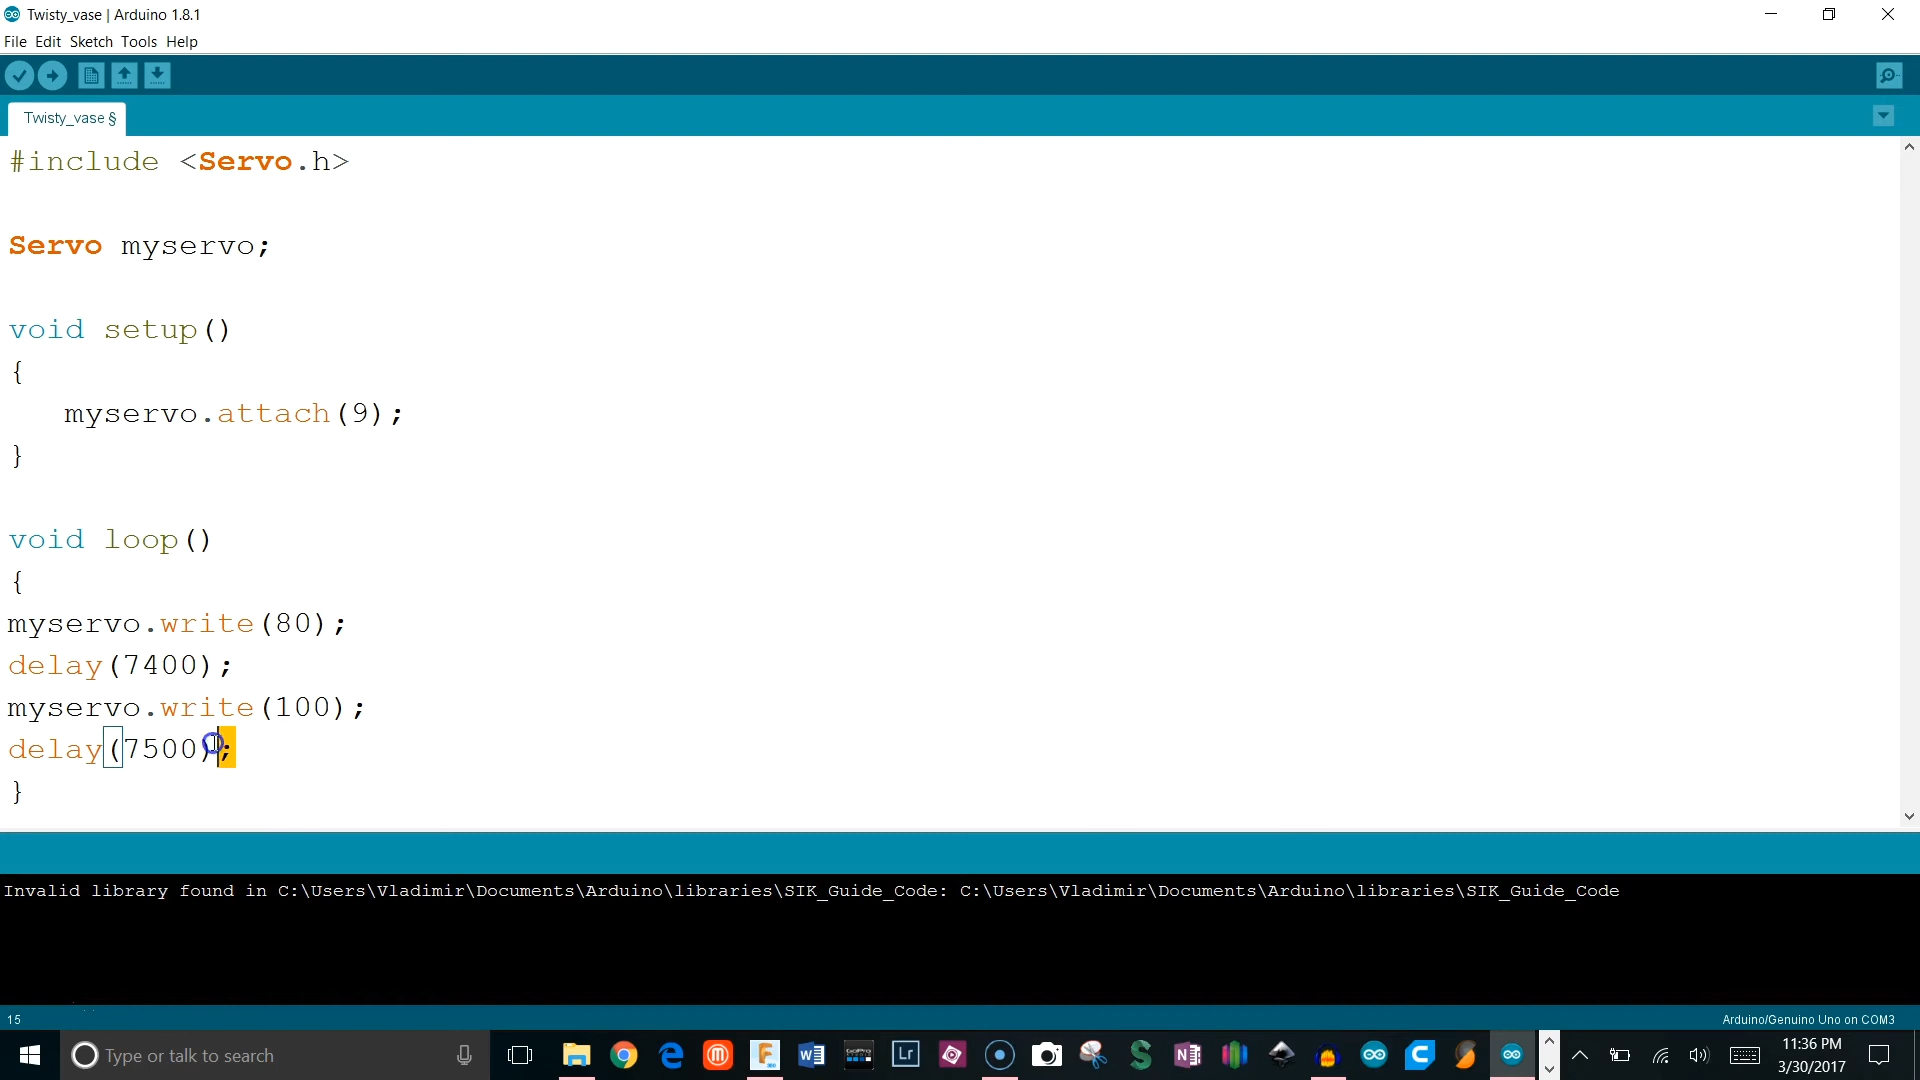 Twisty_vase | Arduino 1.8.1
File Edit Sketch Tools Help
Twisty_vase §
#include <Servo.h>
Servo myservo;
void setup()
{
myservo.attach(9);
}
void loop()
{
myservo.write(80);
delay(7400);
myservo.write(100);
delay(7500);
}
Invalid library found in C:\Users\Vladimir\Documents\Arduino\libraries\SIK_Guide_Code: C:\Users\Vladimir\Documents\Arduino\libraries\SIK_Guide_Code
15
Arduino/Genuino Uno on COM3
Type or talk to search
Lr
11:36 PM
3/30/2017